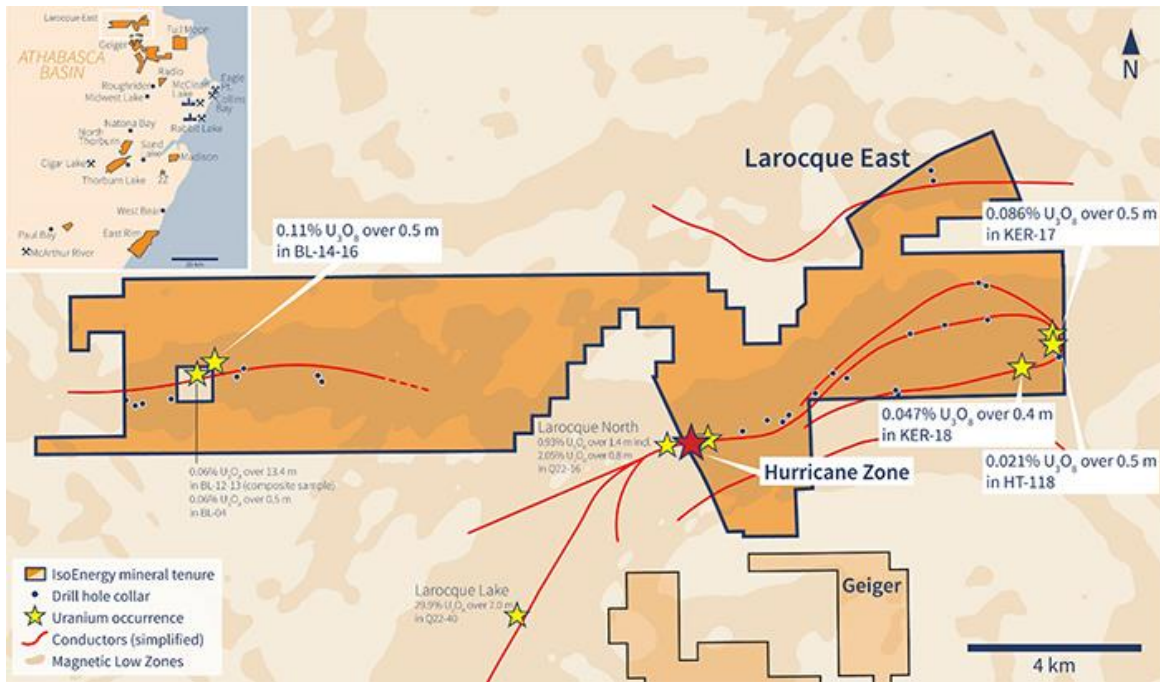 Larocque East
Geiger
Tull Moon
ATHABASCA
BASIN
Radio
Roughrider
McClean
Lake
Eagle
Pt.
Collins
Bay
Midwest Lake
Rabbit Lake
Natona Bay
North
Thorburn
Sand
Lake
Cigar Lake
Madison
Thorburn Lake
22
West Bear
Paul Bay
East Rim
McArthur River
N
Larocque East
0.11% U₃O₈ over 0.5 m
in BL-14-16
0.086% U₃O₈ over 0.5 m
in KER-17
0.047% U₃O₈ over 0.4 m
in KER-18
0.021% U₃O₈ over 0.5 m
in HT-118
Larocque North
0.93% U₃O₈ over 1.4 m incl.
2.05% U₃O₈ over 0.8 m
in Q22-16
Hurricane Zone
0.06% U₃O₈ over 13.4 m
in BL-12-13 (composite sample)
0.06% U₃O₈ over 0.5 m
in BL-04
Larocque Lake
29.9% U₃O₈ over 7.0 m
in Q22-40
Geiger
IsoEnergy mineral tenure
Drill hole collar
Uranium occurrence
Conductors (simplified)
Magnetic Low Zones
4 km